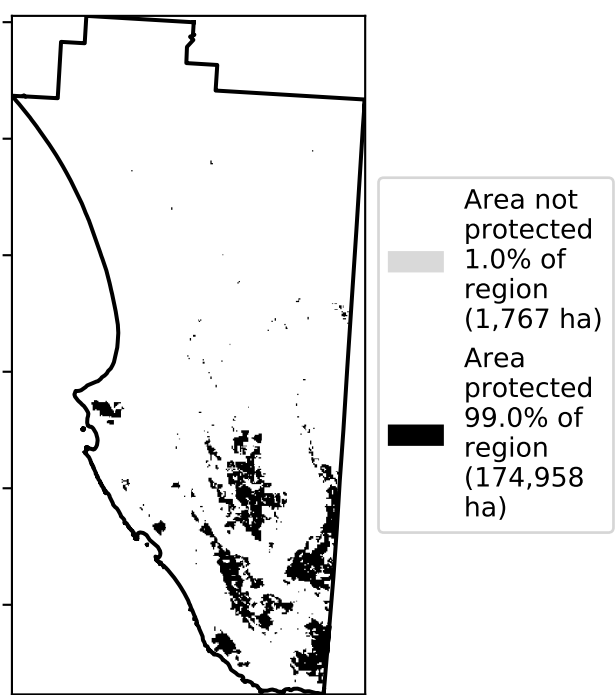 Area not
protected
1.0% of
region
(1,767 ha)
Area
protected
99.0% of
region
(174,958
ha)